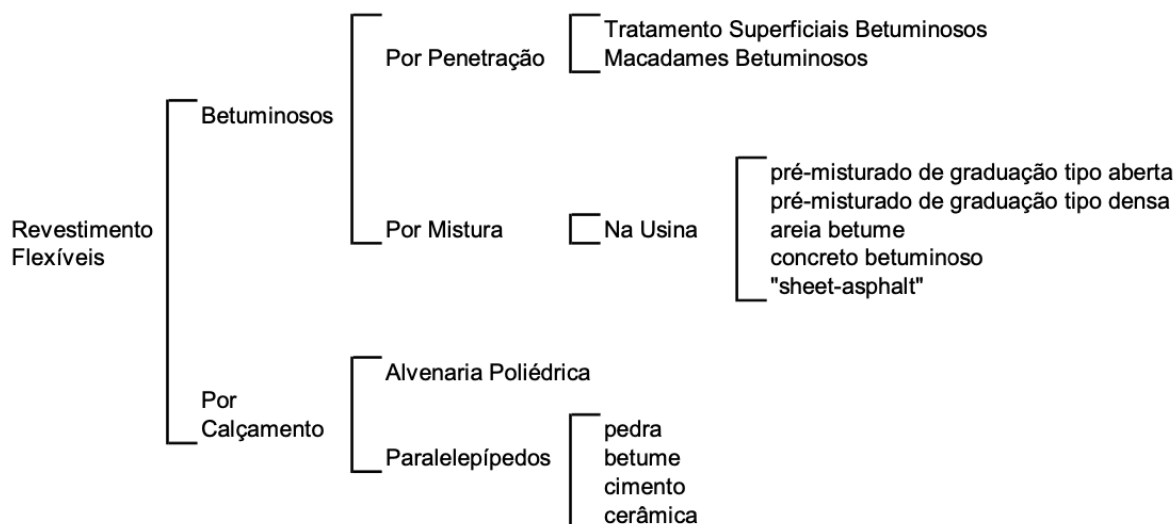 Revestimento
Flexíveis
Betuminosos
Por Penetração
Tratamento Superficiais Betuminosos
Macadames Betuminosos
Por Mistura
Na Usina
pré-misturado de graduação tipo aberta
pré-misturado de graduação tipo densa
areia betume
concreto betuminoso
"sheet-asphalt"
Por
Calçamento
Alvenaria Poliédrica
Paralelepípedos
pedra
betume
cimento
cerâmica